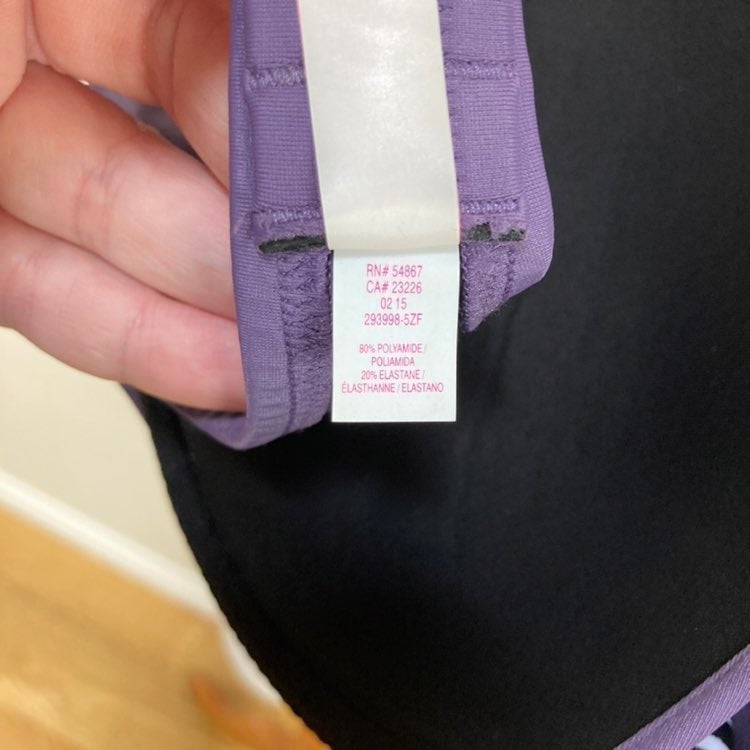 RN# 54867
CA# 23226
02 15
293998-5ZF
80% POLYAMIDE /
POLIAMIDA
20% ELASTANE /
ÉLASTHANNE / ELASTANO